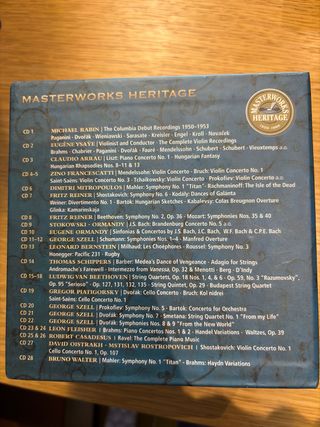 MASTERWORKS HERITAGE
MASTERWORKS
HERITAGE
CD 1 MICHAEL RABIN | The Columbia Debut Recordings 1950-1953
Paganini - Dvořák - Wieniawski - Sarasate - Kreisler - Engel - Kroll - Nováček
CD 2 EUGÈNE YSAŸE | Violinist and Conductor - The Complete Violin Recordings
Brahms - Chabrier - Paganini - Dvořák - Fauré - Mendelssohn - Schubert - Schubert - Vieuxtemps a.o.
CD 3 CLAUDIO ARRAU | Liszt: Piano Concerto No. 1 - Hungarian Fantasy
Hungarian Rhapsodies Nos. 8-11 & 13
CD 4-5 ZINO FRANCESCATTI | Mendelssohn: Violin Concerto - Bruch: Violin Concerto No. 1
Saint-Saëns: Violin Concerto No. 3 - Tchaikovsky: Violin Concerto - Prokofiev: Violin Concerto a.o.
CD 6 DIMITRI MITROPOULOS | Mahler: Symphony No. 1 "Titan" - Rachmaninoff: The Isle of the Dead
CD 7 FRITZ REINER | Shostakovich: Symphony No. 6 - Kodály: Dances of Galánta
Weiner: Divertimento No. 1 - Bartók: Hungarian Sketches - Kabalevsky: Colas Breugnon Overture
Glinka: Kamarinskaja
CD 8 FRITZ REINER | Beethoven: Symphony No. 2, Op. 36 - Mozart: Symphonies Nos. 35 & 40
CD 9 STOKOWSKI - ORMANDY | J.S. Bach: Brandenburg Concerto No. 5 a.o.
CD 10 EUGENE ORMANDY | Sinfonias & Concertos by J.S. Bach, J.C. Bach, W.F. Bach & C.P.E. Bach
CD 11-12 GEORGE SZELL | Schumann: Symphonies Nos. 1-4 - Manfred Overture
CD 13 LEONARD BERNSTEIN | Milhaud: Les Choëphores - Roussel: Symphony No. 3
Honegger: Pacific 231 - Rugby
CD 14 THOMAS SCHIPPERS | Barber: Medea's Dance of Vengeance - Adagio for Strings
Andromache's Farewell - Intermezzo from Vanessa, Op. 32 & Menotti - Berg - D'Indy
CD 15-18 LUDWIG VAN BEETHOVEN | String Quartets, Op. 18 Nos. 1, 4, & 6, Op. 59, No. 3 "Razumovsky",
Op. 95 "Serioso" - Op. 127, 131, 132, 130, 135 - String Quintet, Op. 29 - Budapest String Quartet
CD 19 GREGOR PIATIGORSKY | Dvořák: Cello Concerto - Bruch: Kol nidrei
Saint-Saëns: Cello Concerto No. 1
CD 20 GEORGE SZELL | Prokofiev: Symphony No. 5 - Bartók: Concerto for Orchestra
CD 21 GEORGE SZELL | Dvořák: Symphony No. 7 - Smetana: String Quartet No. 1 "From my Life"
CD 22 GEORGE SZELL | Dvořák: Symphonies Nos. 8 & 9 "From the New World"
CD 23 & 24 LEON FLEISHER | Brahms: Piano Concertos Nos. 1 & 2 - Handel Variations - Waltzes, Op. 39
CD 25 & 26 ROBERT CASADESUS | Ravel: The Complete Piano Music
CD 27 DAVID OISTRAKH - MSTISLAV ROSTROPOVICH | Shostakovich: Violin Concerto No. 1
Cello Concerto No. 1, Op. 107
CD 28 BRUNO WALTER | Mahler: Symphony No. 1 "Titan" - Brahms: Haydn Variations